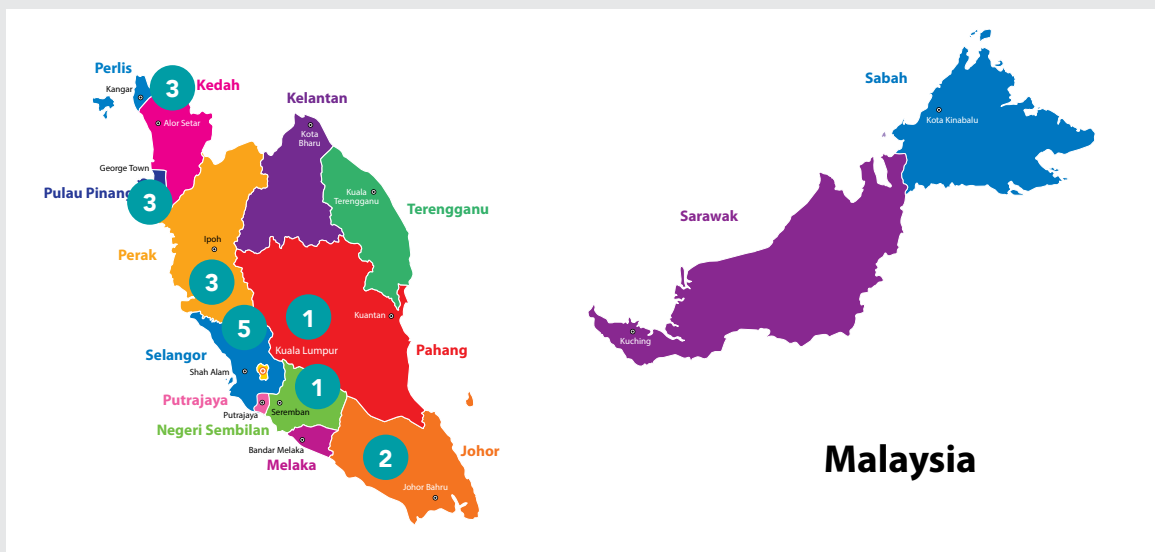 Perlis
Kangar
3
Kedah
Alor Setar
Kelantan
Kota
Bharu
George Town
Pulau Pinang
3
Kuala
Terengganu
Terengganu
Ipoh
Perak
3
5
1
Kuantan
Kuala Lumpur
Pahang
Selangor
Shah Alam
1
Putrajaya
Putrajaya
Seremban
Negeri Sembilan
Bandar Melaka
Melaka
2
Johor
Johor Bahru
Sabah
Kota Kinabalu
Sarawak
Kuching
Malaysia